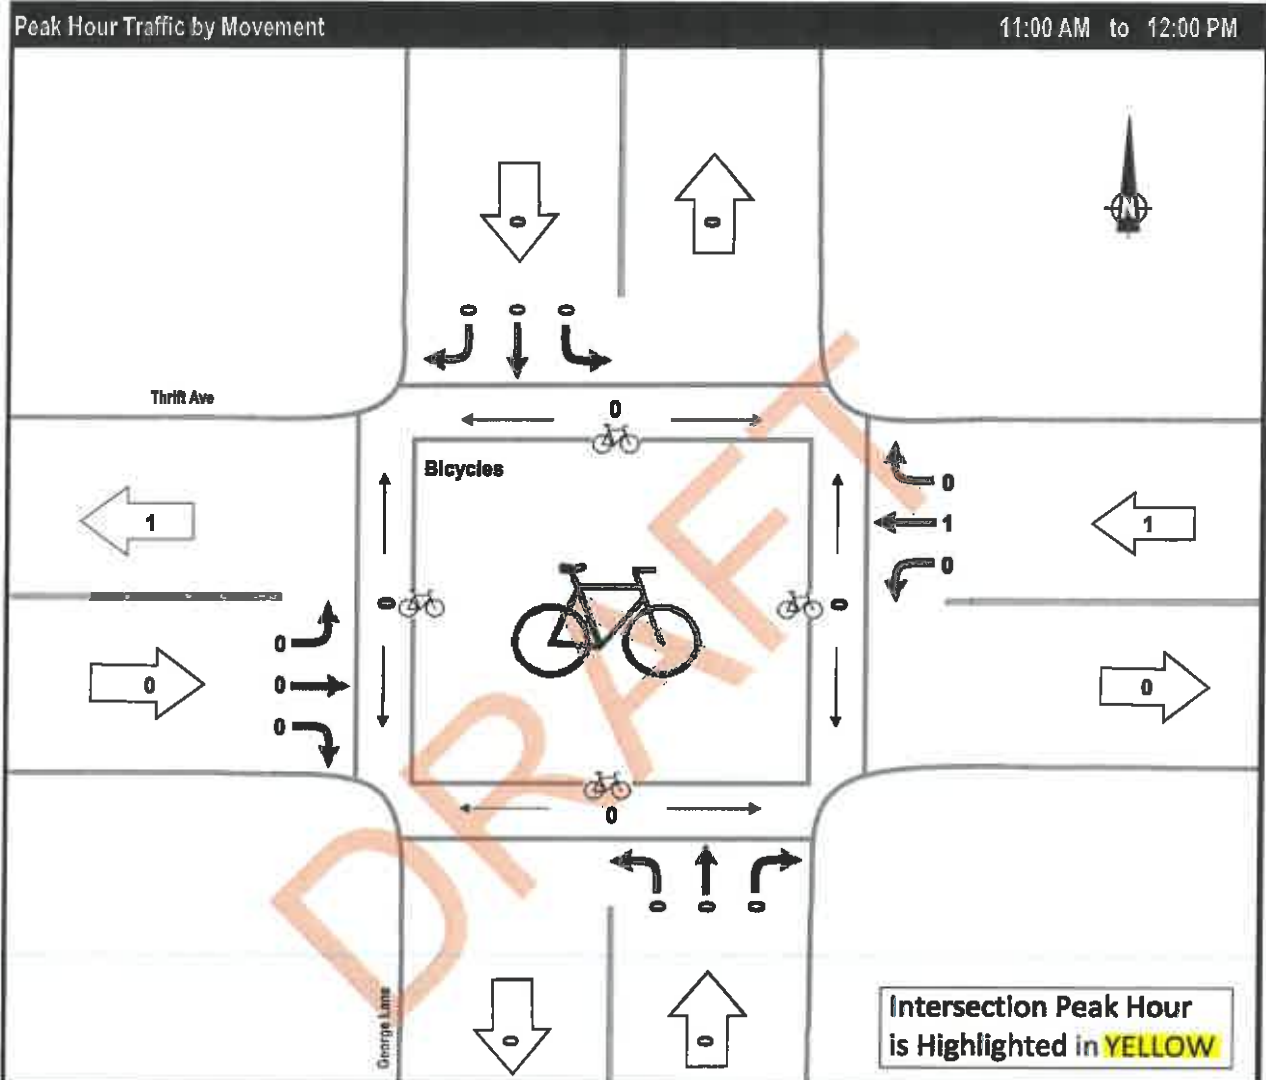 Peak Hour Traffic by Movement 11:00 AM to 12:00 PM
N
0 0
0 0 0
Thrift Ave
0
Bicycles
0
1
1
1
0
0 0
0
0
0
0
0
0
0 0 0
George Lane
0 0
DRAFT
Intersection Peak Hour
is Highlighted in YELLOW